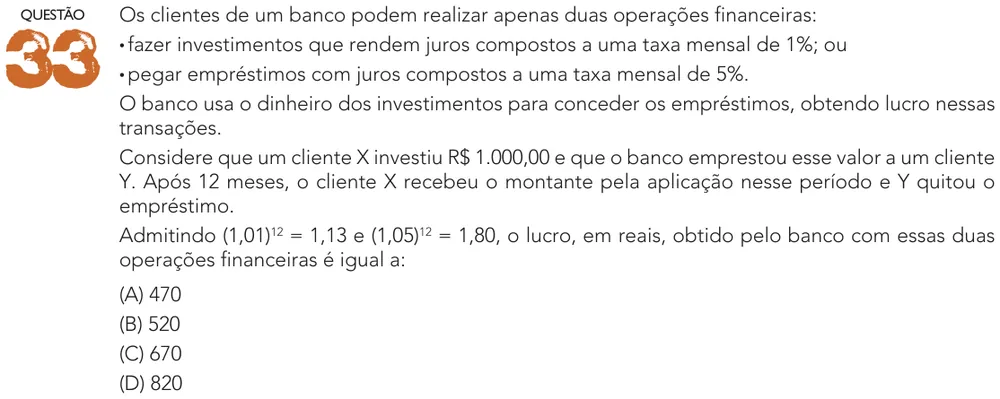 QUESTÃO
33
Os clientes de um banco podem realizar apenas duas operações financeiras:
• fazer investimentos que rendem juros compostos a uma taxa mensal de 1%; ou
• pegar empréstimos com juros compostos a uma taxa mensal de 5%.
O banco usa o dinheiro dos investimentos para conceder os empréstimos, obtendo lucro nessas
transações.
Considere que um cliente X investiu R$ 1.000,00 e que o banco emprestou esse valor a um cliente
Y. Após 12 meses, o cliente X recebeu o montante pela aplicação nesse período e Y quitou o
empréstimo.
Admitindo (1,01)¹² = 1,13 e (1,05)¹² = 1,80, o lucro, em reais, obtido pelo banco com essas duas
operações financeiras é igual a:
(A) 470
(B) 520
(C) 670
(D) 820